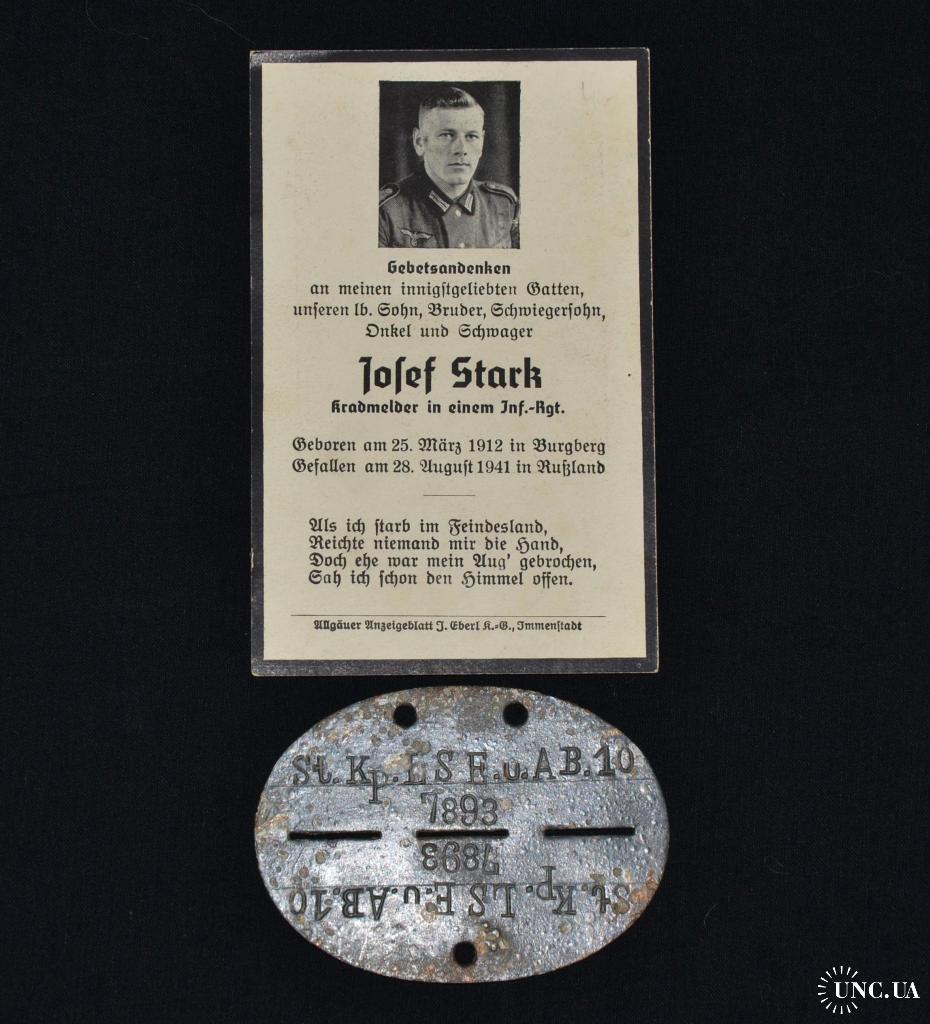 Gebetsandenken
an meinen innigstgeliebten Gatten,
unseren lb. Sohn, Bruder, Schwiegersohn,
Onkel und Schwager
Josef Stark
Kradmelder in einem Inf.-Rgt.
Geboren am 25. März 1912 in Burgberg
Gefallen am 28. August 1941 in Rußland
Als ich starb im Feindesland,
Reichte niemand mir die Hand,
Doch ehe war mein Aug' gebrochen,
Sah ich schon den Himmel offen.
Allgäuer Anzeigeblatt J. Eberl K.-G., Immenstadt
St. Kp. L S E. u. A B. 10
7893
7893
St. Kp. L S E. u. A B. 10
UNC.UA